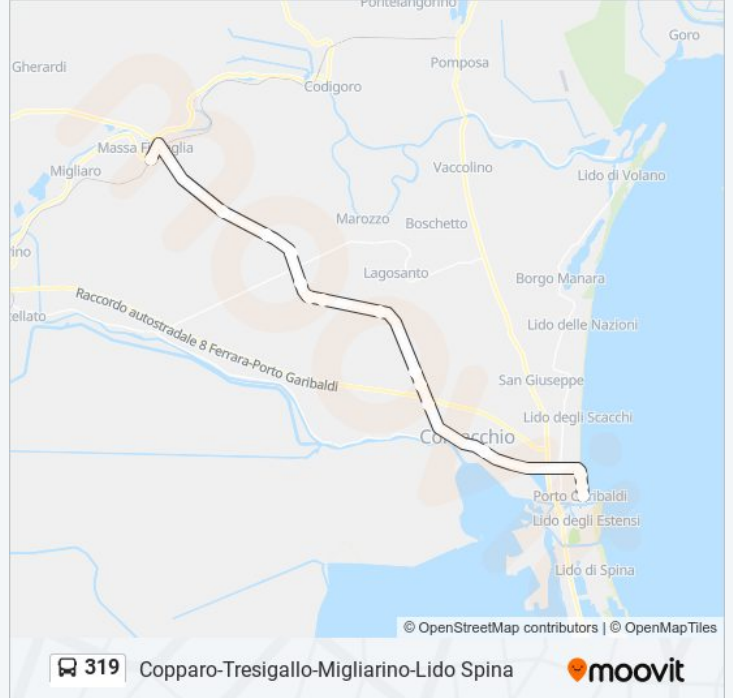 Pontelangorino
Goro
Gherardi
Pomposa
Codigoro
Massa Fiscaglia
Migliaro
Vaccolino
Lido di Volano
Marozzo
Boschetto
ino
Lagosanto
Borgo Manara
ellato
Raccordo autostradale 8 Ferrara-Porto Garibaldi
Lido delle Nazioni
San Giuseppe
Lido degli Scacchi
Comacchio
Porto Garibaldi
Lido degli Estensi
Lido di Spina
© OpenStreetMap contributors | © OpenMapTiles
319 Copparo-Tresigallo-Migliarino-Lido Spina
moovit